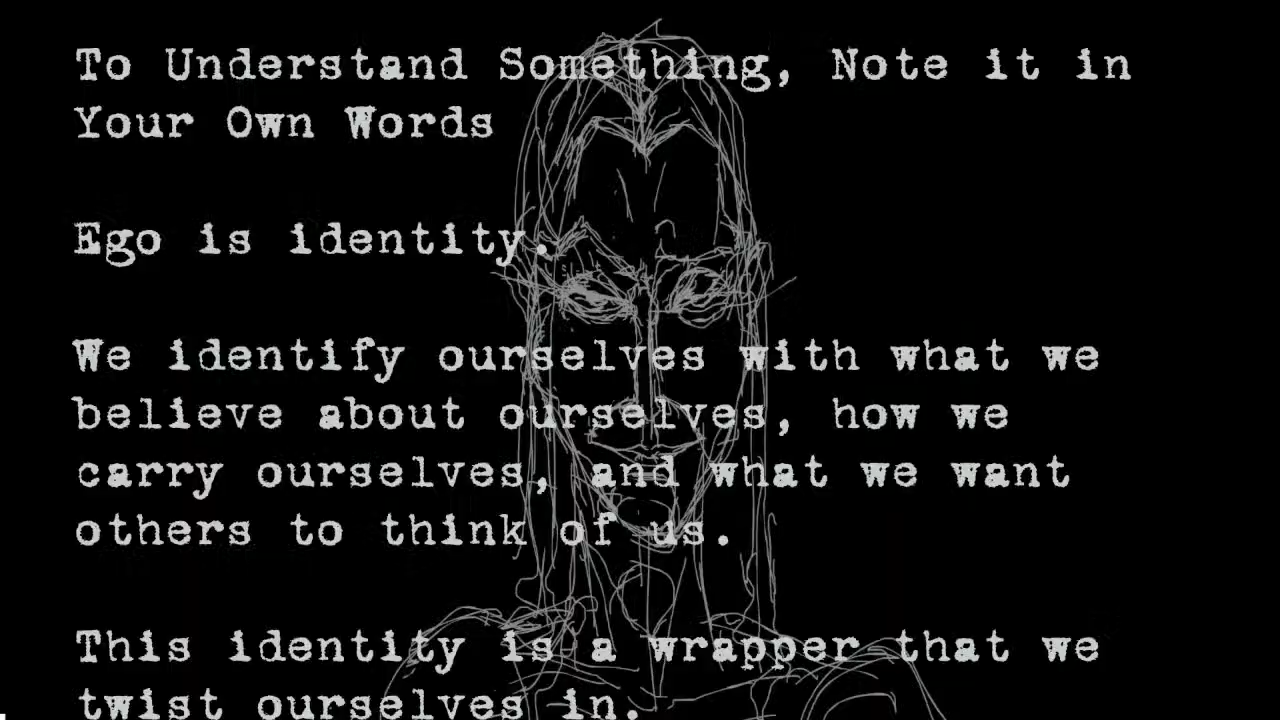 To Understand Something, Note it in
Your Own Words
Ego is identity.
We identify ourselves with what we
believe about ourselves, how we
carry ourselves, and what we want
others to think of us.
This identity is a wrapper that we
twist ourselves in.